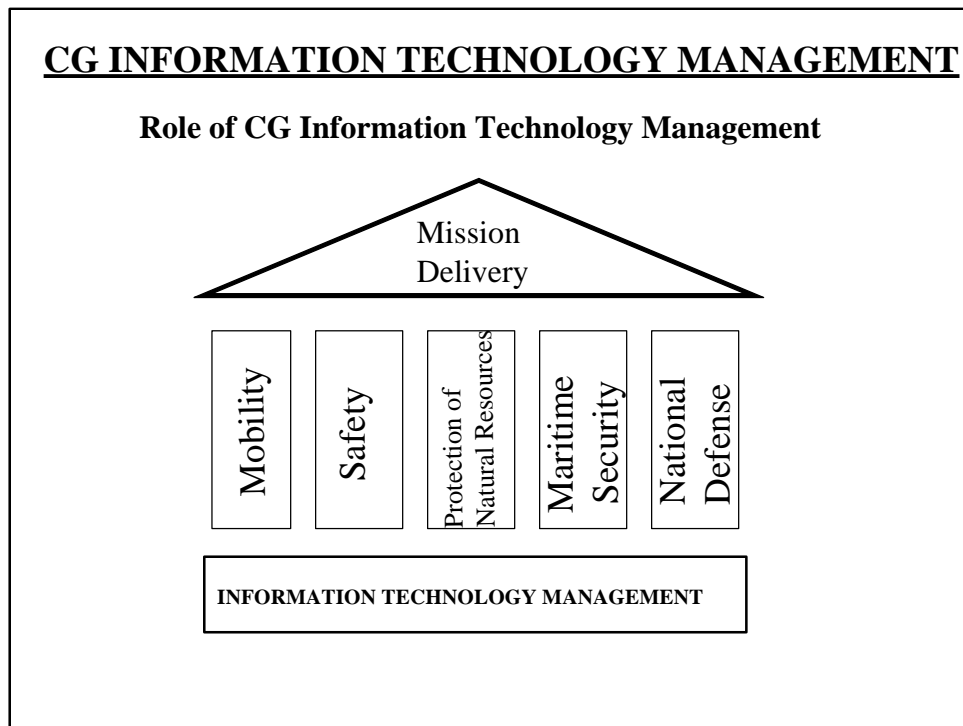 CG INFORMATION TECHNOLOGY MANAGEMENT
Role of CG Information Technology Management
Mission
Delivery
Mobility
Safety
Protection of
Natural Resources
Maritime
Security
National
Defense
INFORMATION TECHNOLOGY MANAGEMENT